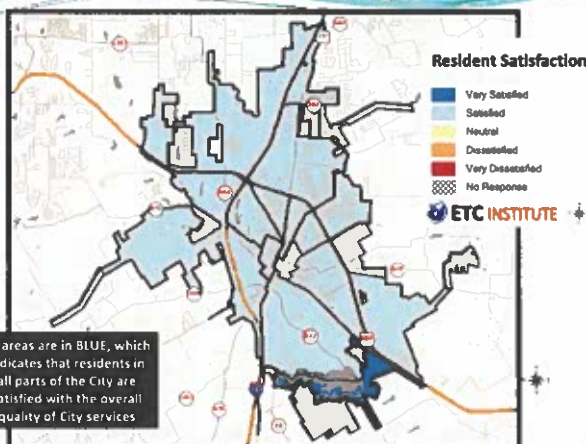 Resident Satisfaction
Very Satisfied
Satisfied
Neutral
Dissatisfied
Very Dissatisfied
No Response
ETC INSTITUTE
areas are in BLUE, which
dicates that residents in
all parts of the City are
atisfied with the overall
quality of City services